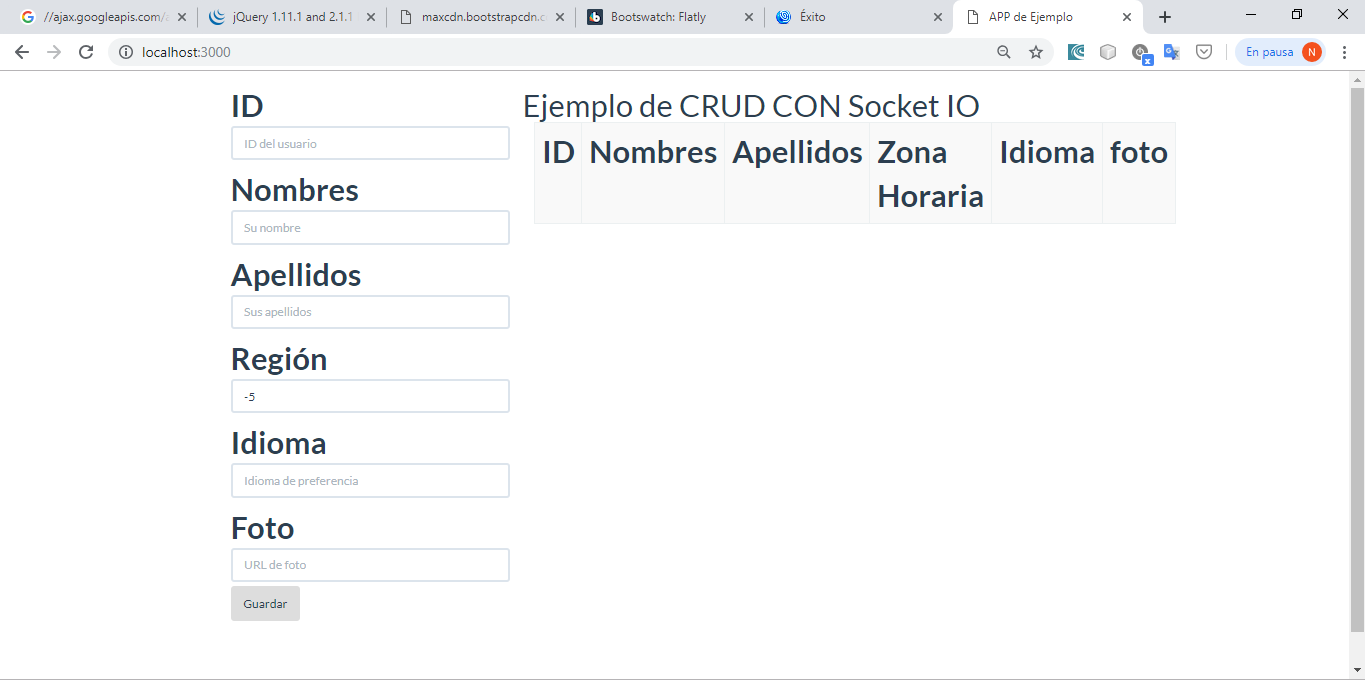 //ajax.googleapis.com/a
jQuery 1.11.1 and 2.1.1
maxcdn.bootstrapcdn.c
Bootswatch: Flatly
Éxito
APP de Ejemplo
localhost:3000
En pausa
N
ID
ID del usuario
Nombres
Su nombre
Apellidos
Sus apellidos
Región
-5
Idioma
Idioma de preferencia
Foto
URL de foto
Guardar
Ejemplo de CRUD CON Socket IO
ID Nombres Apellidos Zona Horaria Idioma foto